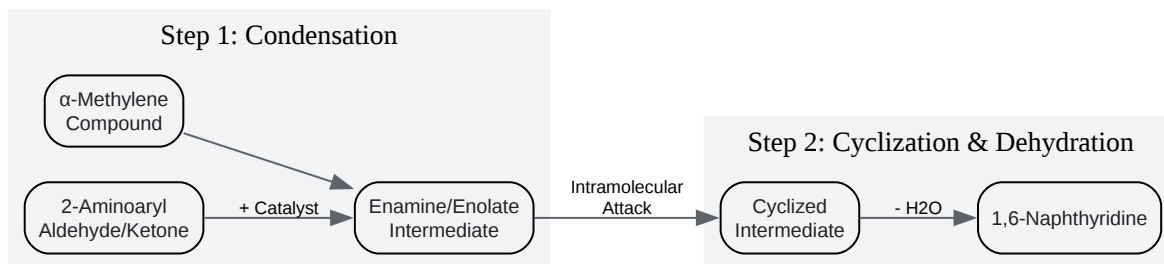 Step 1: Condensation
α-Methylene
Compound
2-Aminoaryl
Aldehyde/Ketone
+ Catalyst
Enamine/Enolate
Intermediate
Intramolecular
Attack
Step 2: Cyclization & Dehydration
Cyclized
Intermediate
- H2O
1,6-Naphthyridine